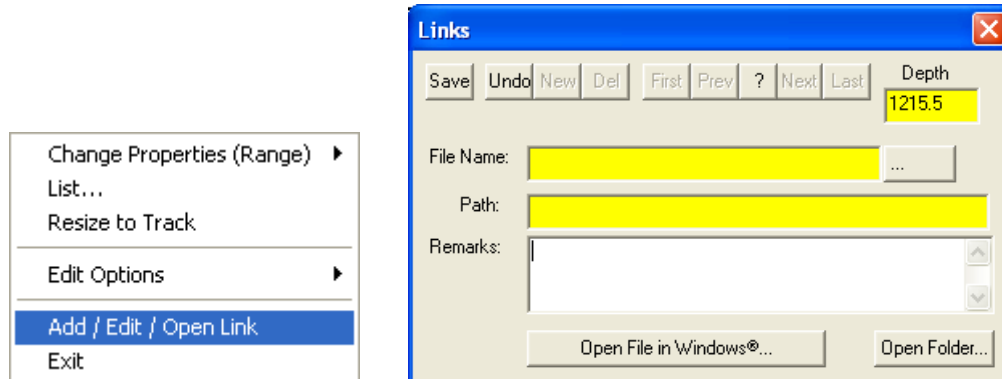 Change Properties (Range)
List...
Resize to Track
Edit Options
Add / Edit / Open Link
Exit
Links
Save Undo New Del First Prev ? Next Last
Depth
1215.5
File Name: ...
Path:
Remarks:
Open File in Windows®... Open Folder...